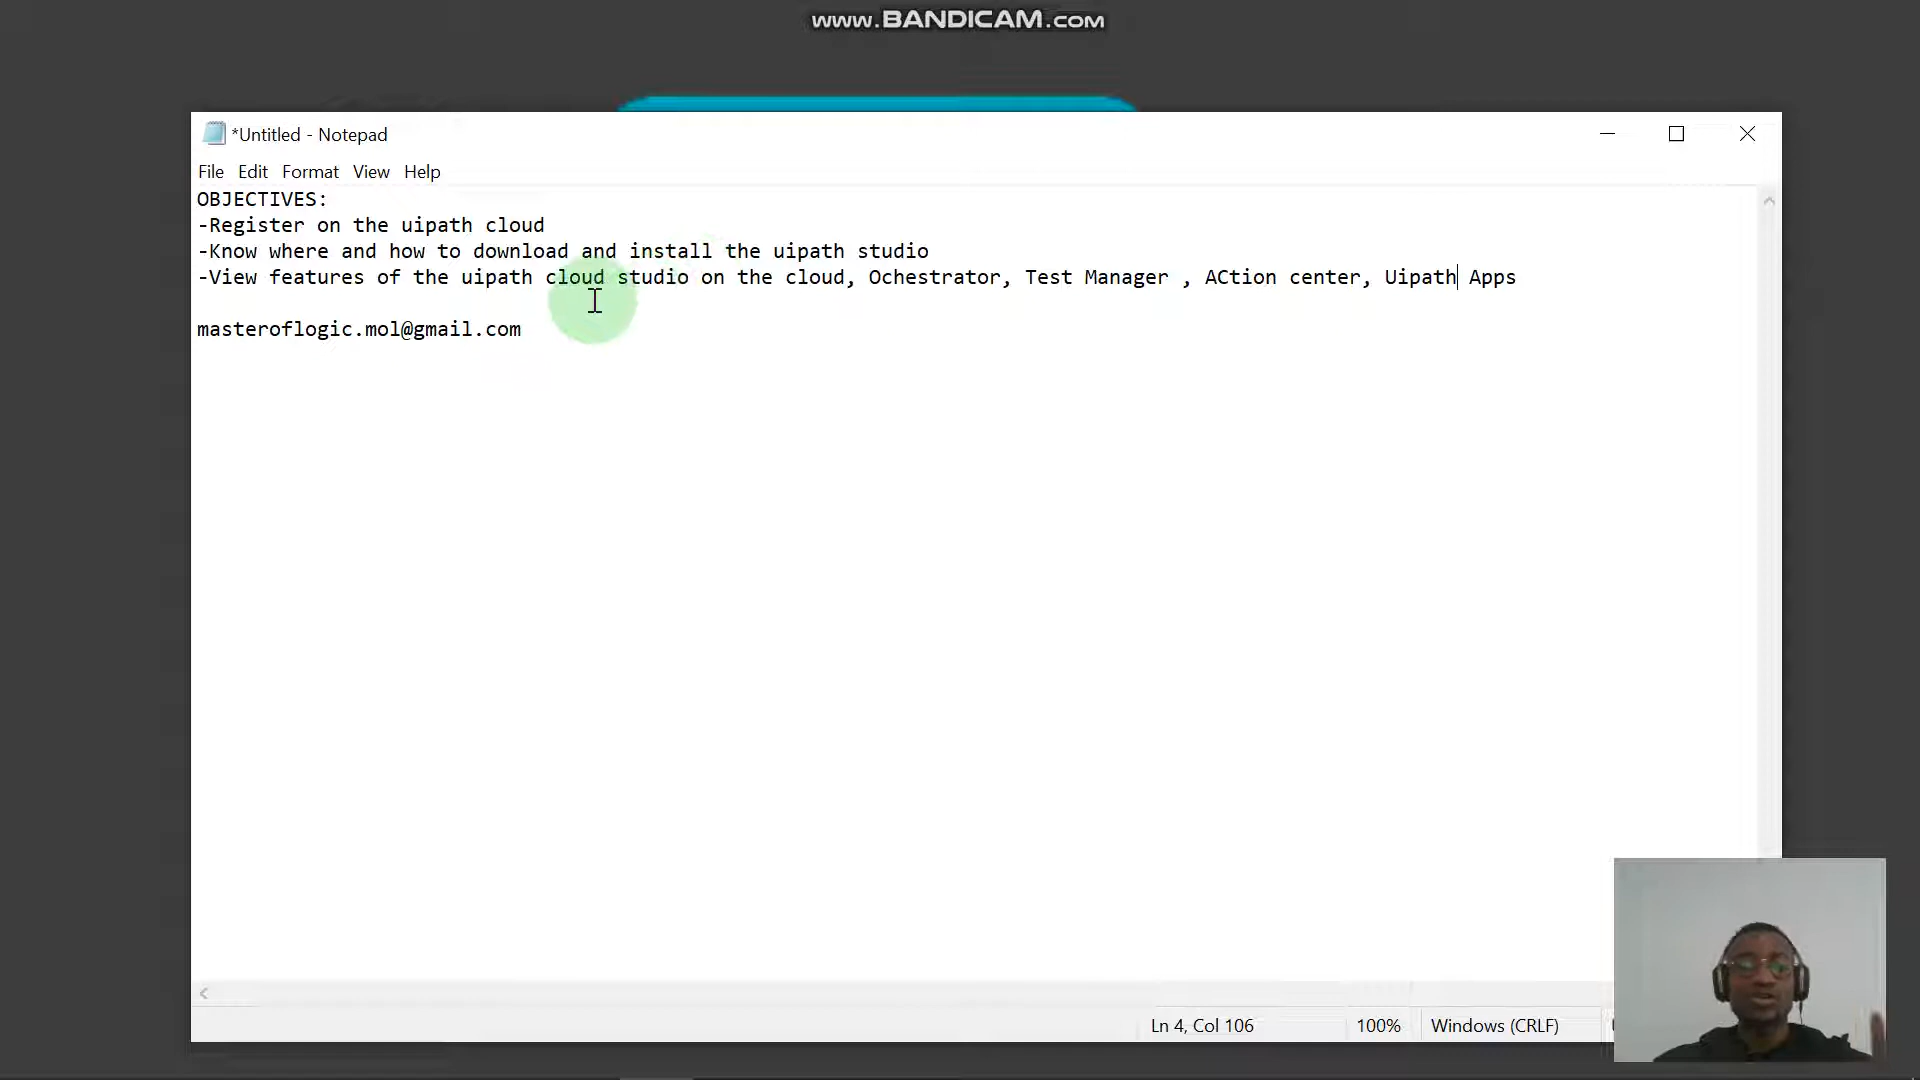 www.BANDICAM.com
*Untitled - Notepad
File Edit Format View Help
OBJECTIVES:
-Register on the uipath cloud
-Know where and how to download and install the uipath studio
-View features of the uipath cloud studio on the cloud, Ochestrator, Test Manager , ACtion center, Uipath Apps
masteroflogic.mol@gmail.com
Ln 4, Col 106 100% Windows (CRLF)